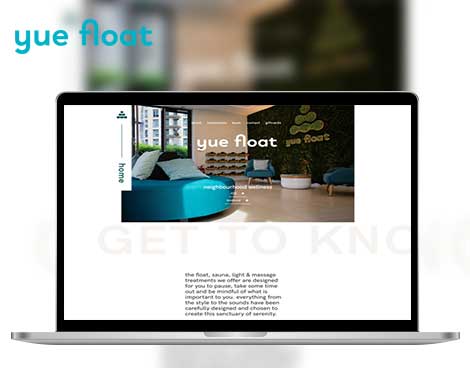 yue float
yue float
yue float
home
neighbourhood wellness
GET TO KNO
the float, sauna, light & massage
treatments we offer are designed
for you to pause, take some time
out and be mindful of what is
important to you. everything from
the style to the sounds have been
carefully designed and chosen to
create this sanctuary of serenity.